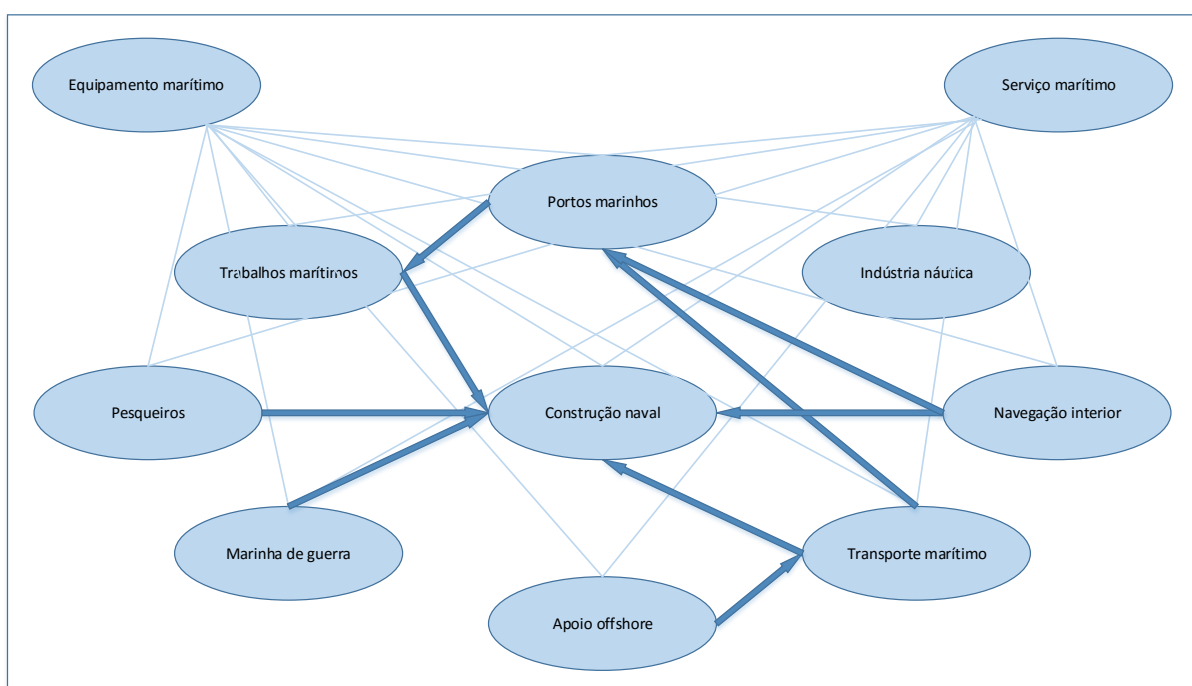 Equipamento marítimo
Serviço marítimo
Portos marinhos
Trabalhos marítimos
Indústria náutica
Pesqueiros
Construção naval
Navegação interior
Marinha de guerra
Transporte marítimo
Apoio offshore